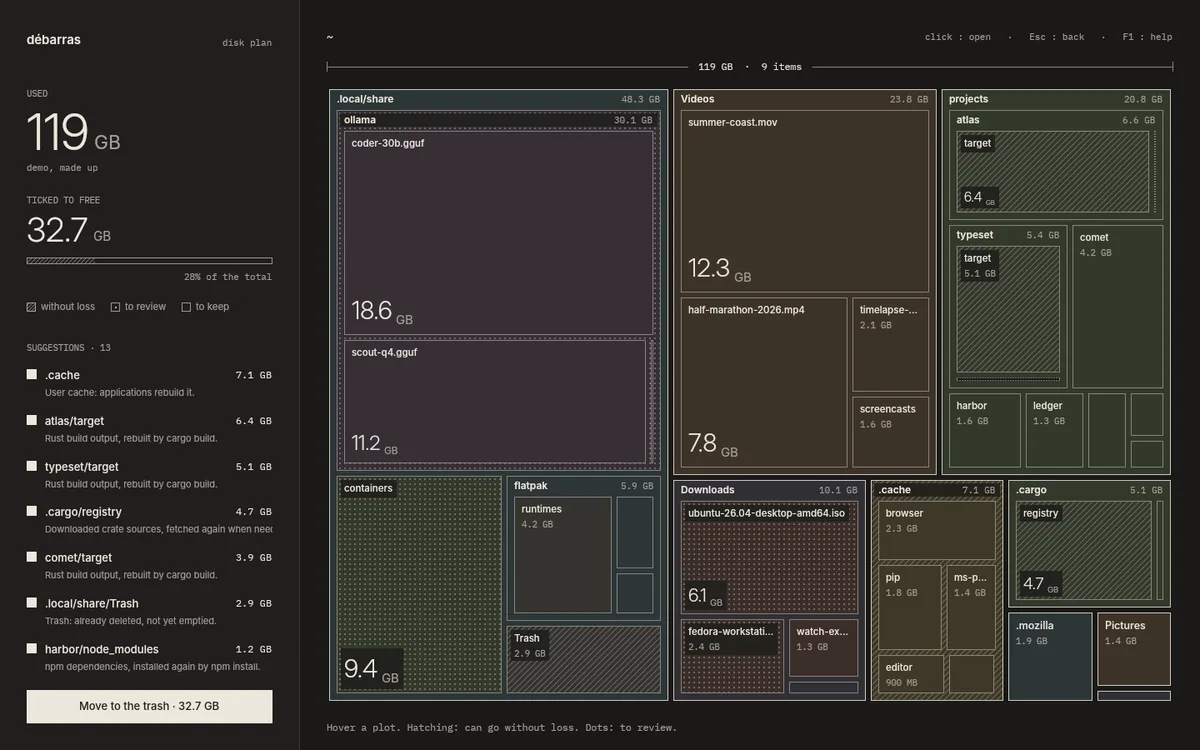 débarras
disk plan
USED
119 GB
demo, made up
TICKED TO FREE
32.7 GB
28% of the total
without loss
to review
to keep
SUGGESTIONS · 13
.cache 7.1 GB
User cache: applications rebuild it.
atlas/target 6.4 GB
Rust build output, rebuilt by cargo build.
typeset/target 5.1 GB
Rust build output, rebuilt by cargo build.
.cargo/registry 4.7 GB
Downloaded crate sources, fetched again when need
comet/target 3.9 GB
Rust build output, rebuilt by cargo build.
.local/share/Trash 2.9 GB
Trash: already deleted, not yet emptied.
harbor/node_modules 1.2 GB
npm dependencies, installed again by npm install.
Move to the trash · 32.7 GB
~
click : open · Esc : back · F1 : help
119 GB · 9 items
.local/share 48.3 GB
ollama 30.1 GB
coder-30b.gguf
18.6 GB
scout-q4.gguf
11.2 GB
containers
9.4 GB
flatpak 5.9 GB
runtimes
4.2 GB
Trash
2.9 GB
Videos 23.8 GB
summer-coast.mov
12.3 GB
half-marathon-2026.mp4
7.8 GB
timelapse-...
2.1 GB
screencasts
1.6 GB
projects 20.8 GB
atlas 6.6 GB
target
6.4 GB
typeset 5.4 GB
target
5.1 GB
comet
4.2 GB
harbor
1.6 GB
ledger
1.3 GB
Downloads 10.1 GB
ubuntu-26.04-desktop-amd64.iso
6.1 GB
fedora-workstati...
2.4 GB
watch-ex...
1.3 GB
.cache 7.1 GB
browser
2.3 GB
pip
1.8 GB
ms-p...
1.4 GB
editor
900 MB
.cargo 5.1 GB
registry
4.7 GB
.mozilla
1.9 GB
Pictures
1.4 GB
Hover a plot. Hatching: can go without loss. Dots: to review.